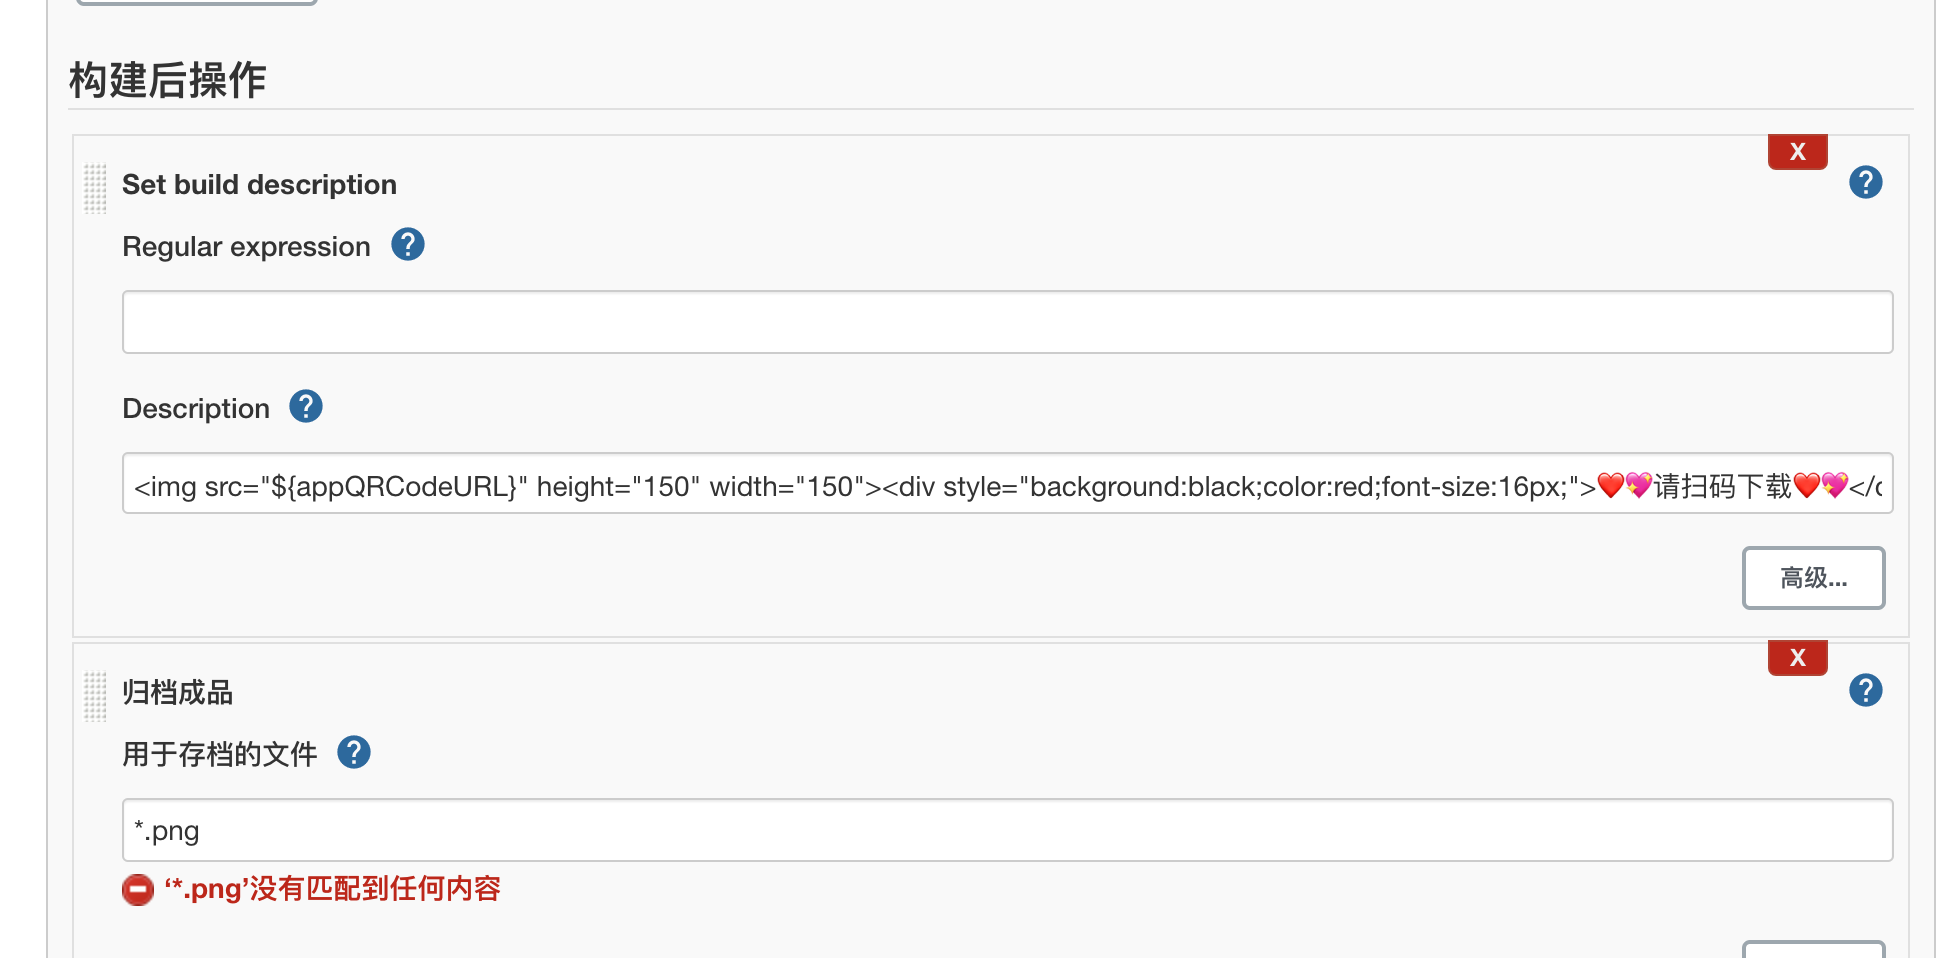 构建后操作
X
Set build description
?
Regular expression ?
Description ?
<img src="${appQRCodeURL}" height="150" width="150"><div style="background:black;color:red;font-size:16px;">❤️💖请扫码下载❤️💖</
高级...
X
归档成品
?
用于存档的文件 ?
*.png
‘*.png’没有匹配到任何内容